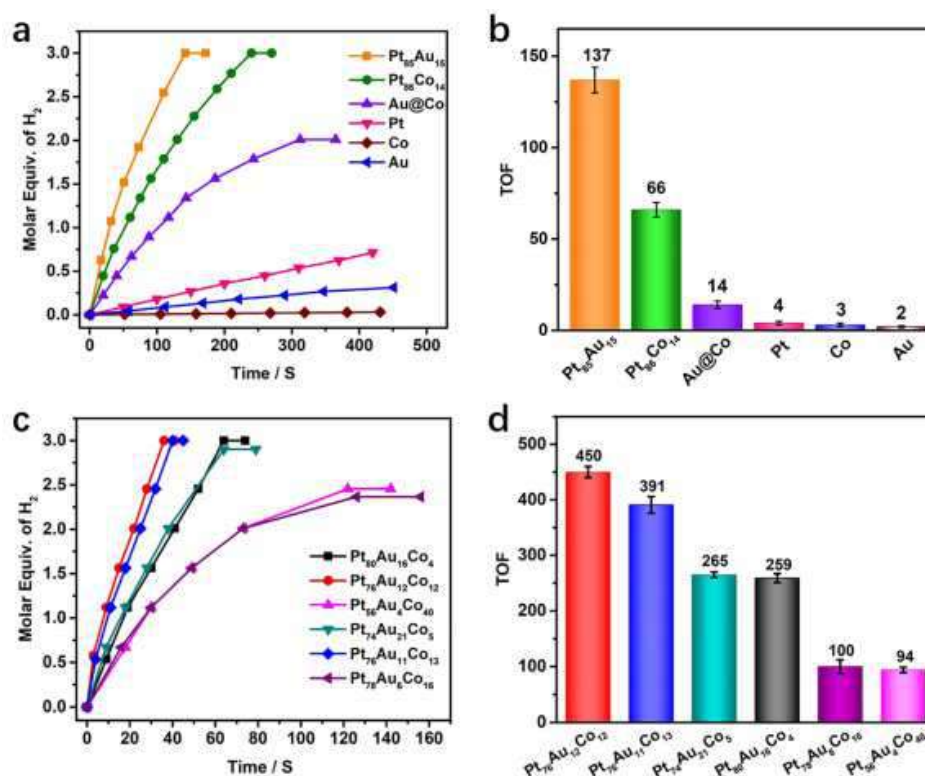 a
Molar Equiv. of H₂
3.0
2.5
2.0
1.5
1.0
0.5
0.0
Pt₈₅Au₁₅
Pt₈₆Co₁₄
Au@Co
Pt
Co
Au
0 100 200 300 400 500
Time / S
b
TOF
150
100
50
0
137
66
14
4
3
2
Pt₈₅Au₁₅
Pt₈₆Co₁₄
Au@Co
Pt
Co
Au
c
Molar Equiv. of H₂
3.0
2.5
2.0
1.5
1.0
0.5
0.0
Pt₈₀Au₁₆Co₄
Pt₇₆Au₁₂Co₁₂
Pt₅₆Au₄Co₄₀
Pt₇₄Au₂₁Co₅
Pt₇₆Au₁₁Co₁₃
Pt₇₈Au₆Co₁₆
0 20 40 60 80 100 120 140 160
Time / S
d
TOF
500
400
300
200
100
0
450
391
265
259
100
94
Pt₇₆Au₁₂Co₁₂
Pt₇₆Au₁₁Co₁₃
Pt₇₄Au₂₁Co₅
Pt₈₀Au₁₆Co₄
Pt₇₈Au₆Co₁₆
Pt₅₆Au₄Co₄₀